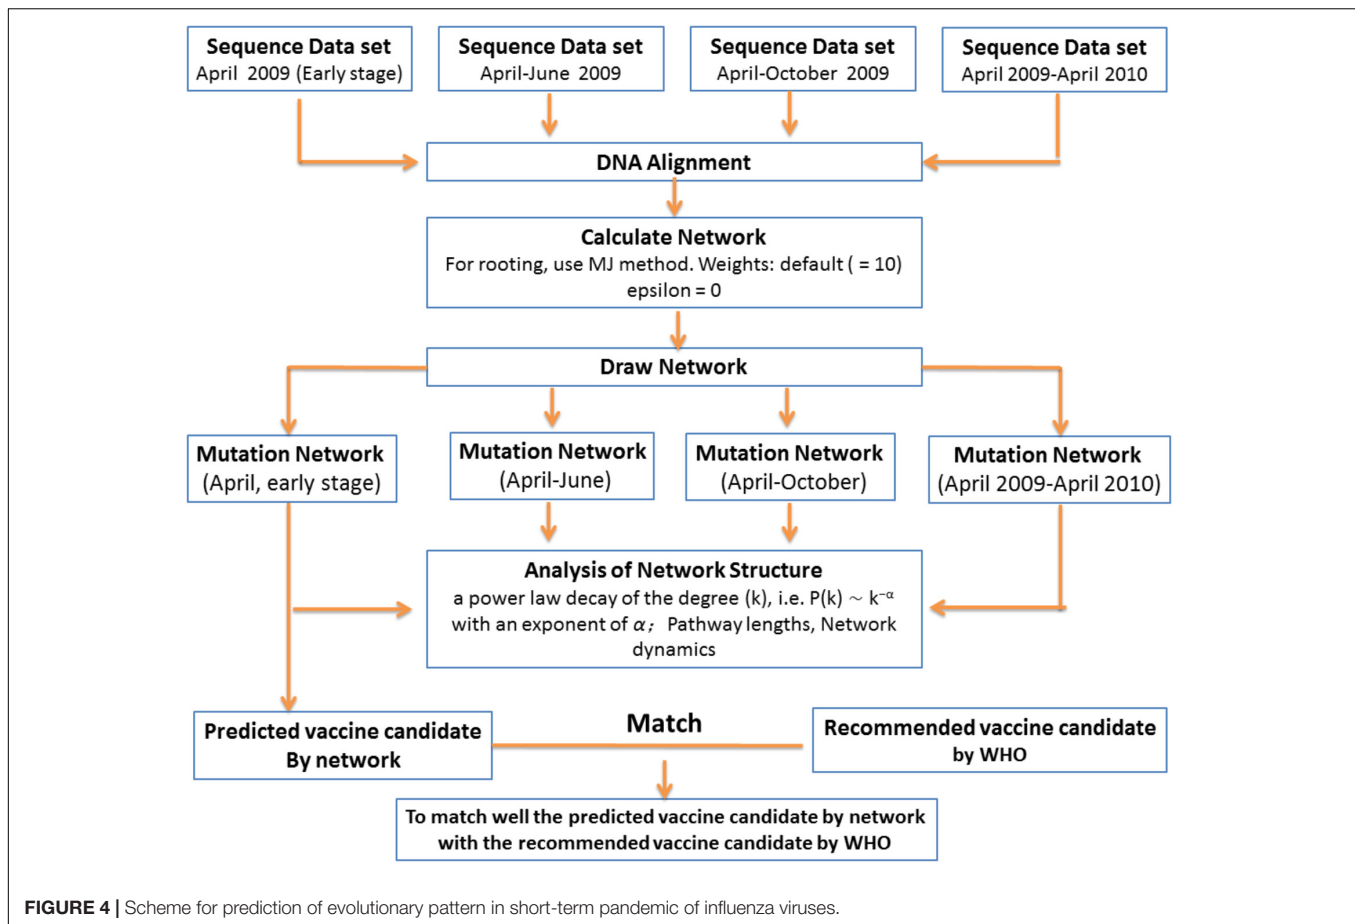 Sequence Data set
April 2009 (Early stage)
Sequence Data set
April-June 2009
Sequence Data set
April-October 2009
Sequence Data set
April 2009-April 2010
DNA Alignment
Calculate Network
For rooting, use MJ method. Weights: default ( = 10)
epsilon = 0
Draw Network
Mutation Network
(April, early stage)
Mutation Network
(April-June)
Mutation Network
(April-October)
Mutation Network
(April 2009-April 2010)
Analysis of Network Structure
a power law decay of the degree (k), i.e. P(k) ∼ k⁻ᵅ
with an exponent of α; Pathway lengths, Network
dynamics
Predicted vaccine candidate
By network
Match
Recommended vaccine candidate
by WHO
To match well the predicted vaccine candidate by network
with the recommended vaccine candidate by WHO
FIGURE 4 | Scheme for prediction of evolutionary pattern in short-term pandemic of influenza viruses.